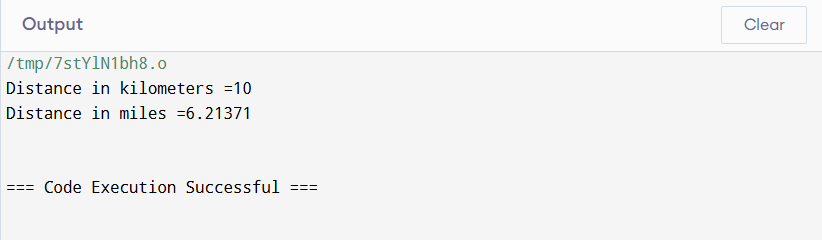 Output
Clear
/tmp/7stYlN1bh8.o
Distance in kilometers =10
Distance in miles =6.21371
=== Code Execution Successful ===